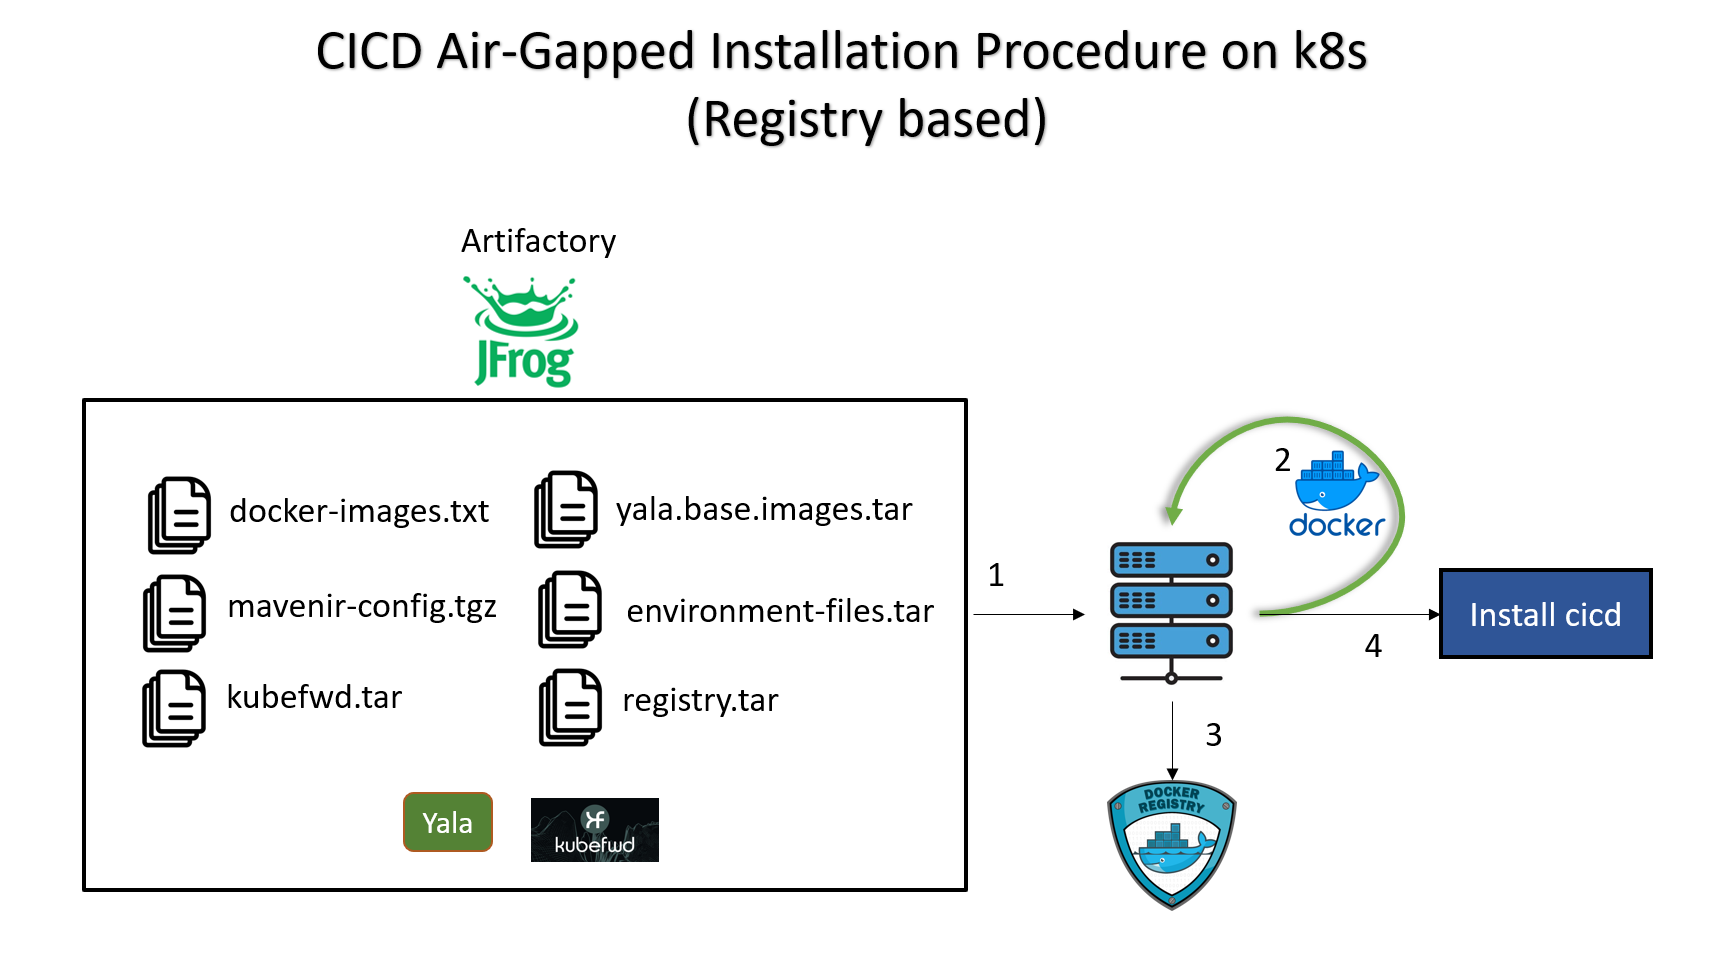 CICD Air-Gapped Installation Procedure on k8s
(Registry based)
Artifactory
JFrog
docker-images.txt
yala.base.images.tar
mavenir-config.tgz
environment-files.tar
kubefwd.tar
registry.tar
Yala
kubefwd
1
2
docker
Install cicd
4
3
DOCKER
REGISTRY